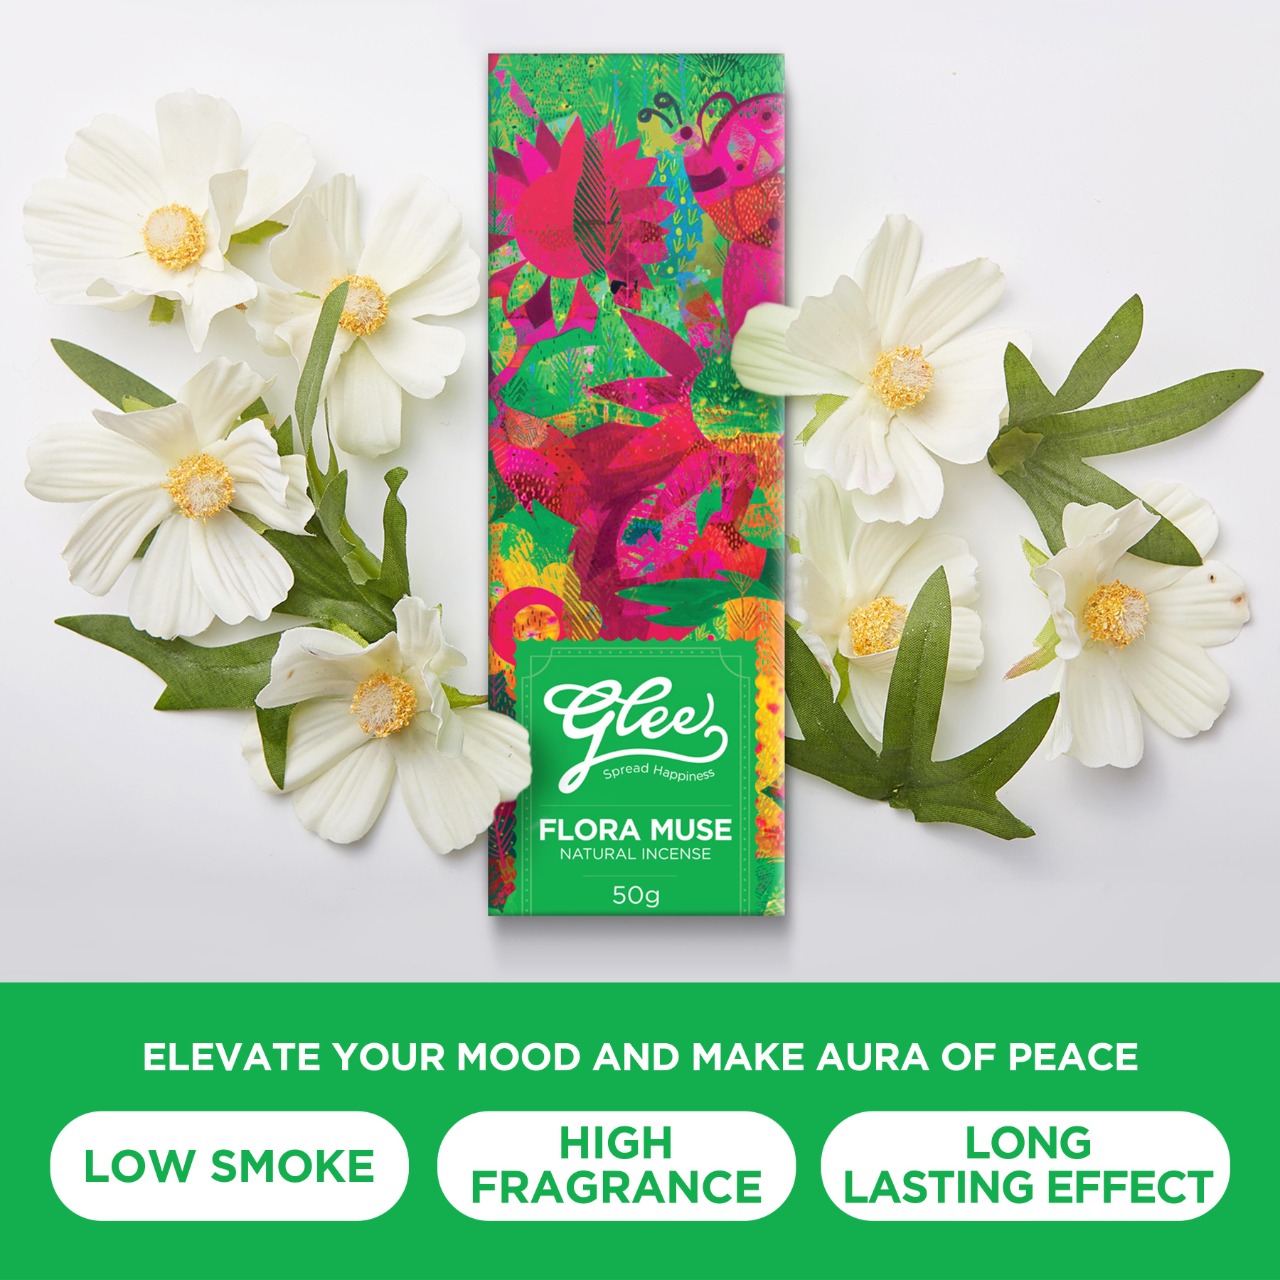 Glee
Spread Happiness
FLORA MUSE
NATURAL INCENSE
50g
ELEVATE YOUR MOOD AND MAKE AURA OF PEACE
LOW SMOKE
HIGH
FRAGRANCE
LONG
LASTING EFFECT